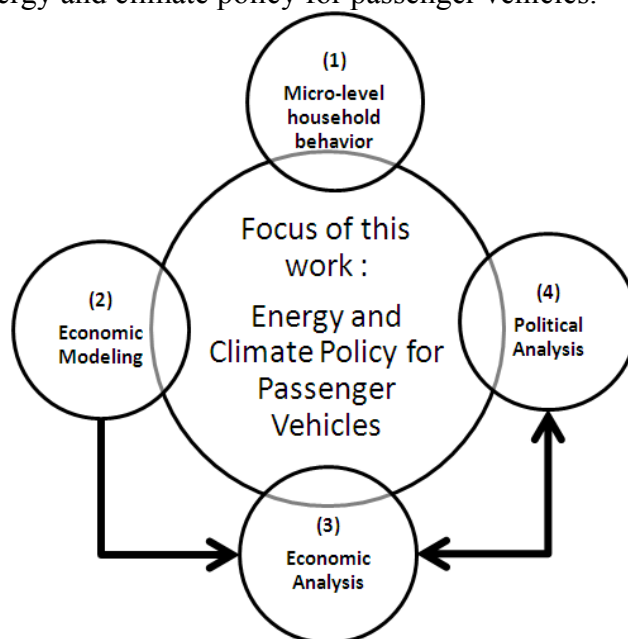 ergy and climate policy for passenger vehicles.
(1)
Micro-level
household
behavior
Focus of this
work :
Energy and
Climate Policy for
Passenger
Vehicles
(2)
Economic
Modeling
(4)
Political
Analysis
(3)
Economic
Analysis